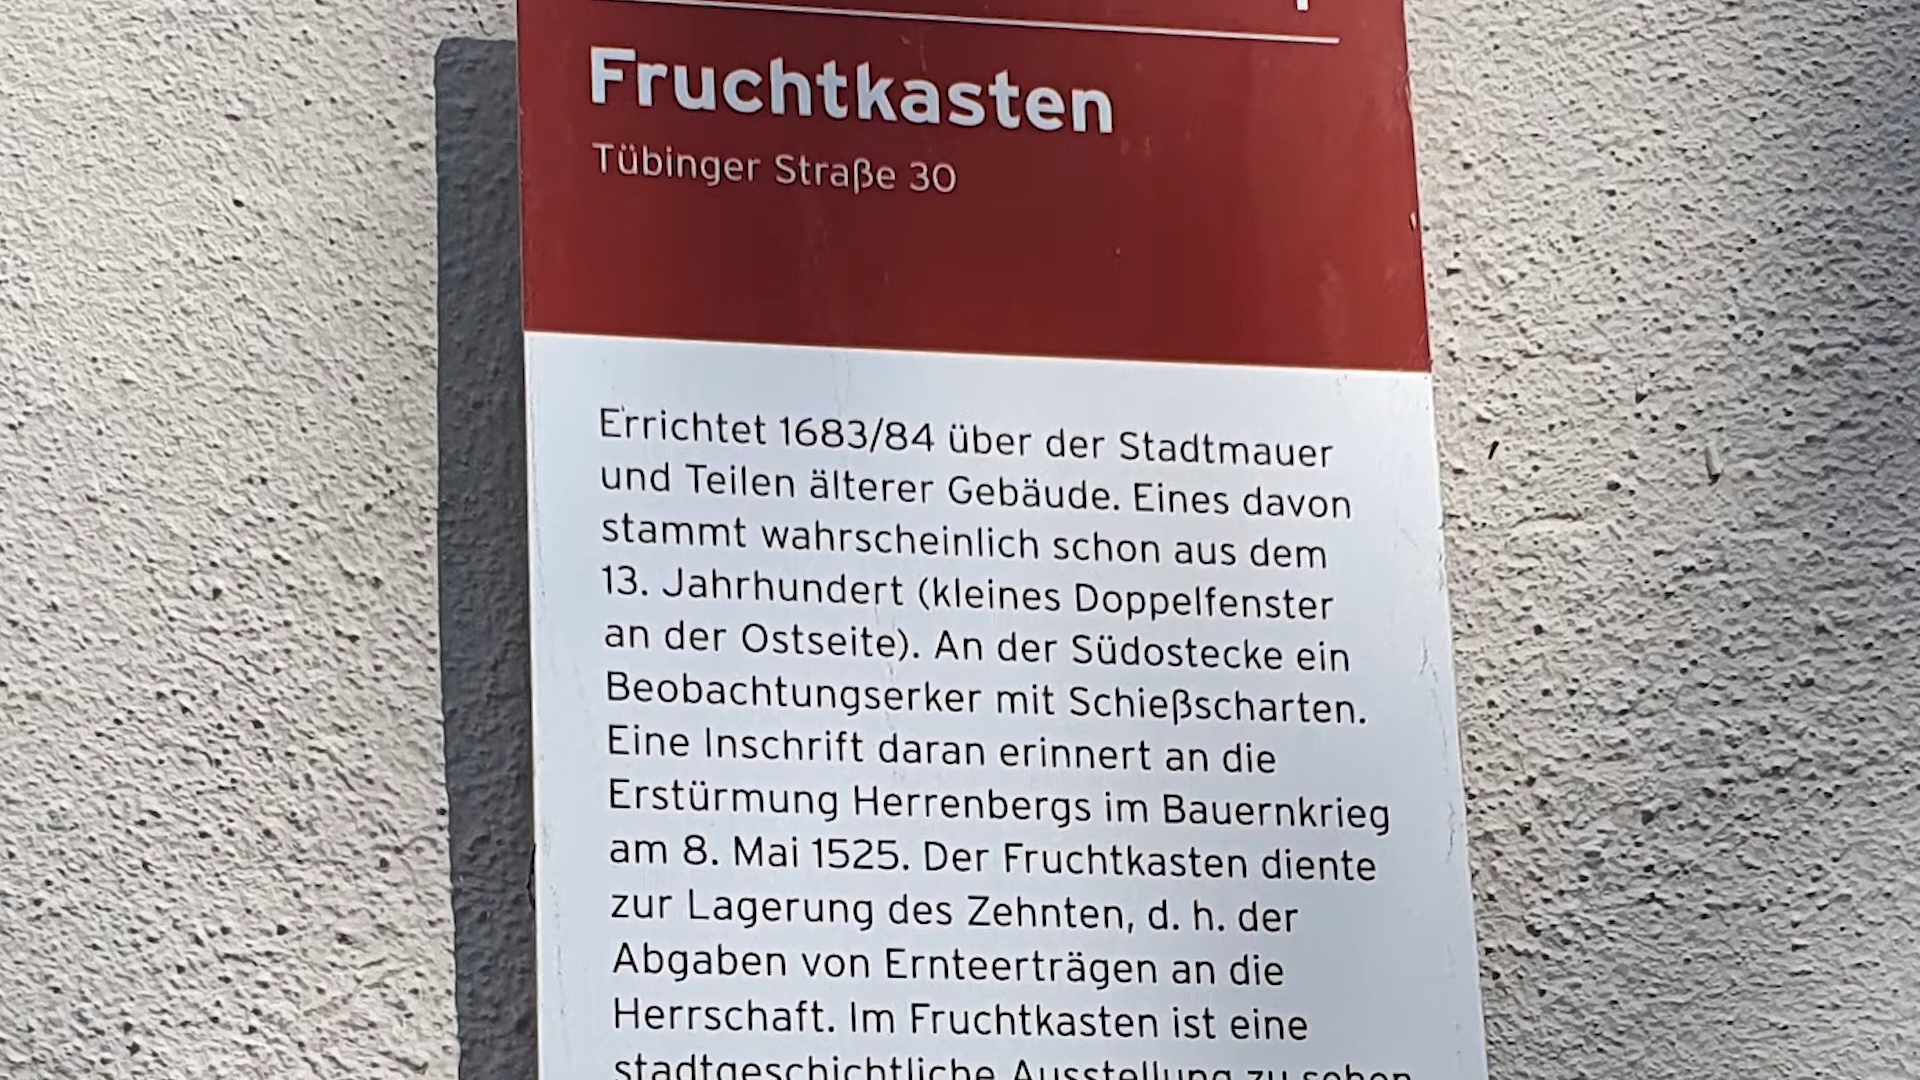 Fruchtkasten
Tübinger Straße 30
Errichtet 1683/84 über der Stadtmauer
und Teilen älterer Gebäude. Eines davon
stammt wahrscheinlich schon aus dem
13. Jahrhundert (kleines Doppelfenster
an der Ostseite). An der Südostecke ein
Beobachtungserker mit Schießscharten.
Eine Inschrift daran erinnert an die
Erstürmung Herrenbergs im Bauernkrieg
am 8. Mai 1525. Der Fruchtkasten diente
zur Lagerung des Zehnten, d. h. der
Abgaben von Ernteerträgen an die
Herrschaft. Im Fruchtkasten ist eine
stadtgeschichtliche Ausstellung zu sehen